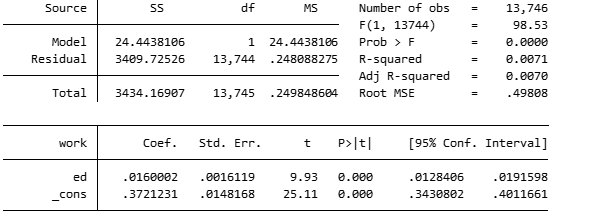 Source SS df MS Number of obs = 13,746
F(1, 13744) = 98.53
Model 24.4438106 1 24.4438106 Prob > F = 0.0000
Residual 3409.72526 13,744 .248088275 R-squared = 0.0071
Adj R-squared = 0.0070
Total 3434.16907 13,745 .249848604 Root MSE = .49808
work Coef. Std. Err. t P>|t| [95% Conf. Interval]
ed .0160002 .0016119 9.93 0.000 .0128406 .0191598
_cons .3721231 .0148168 25.11 0.000 .3430802 .4011661